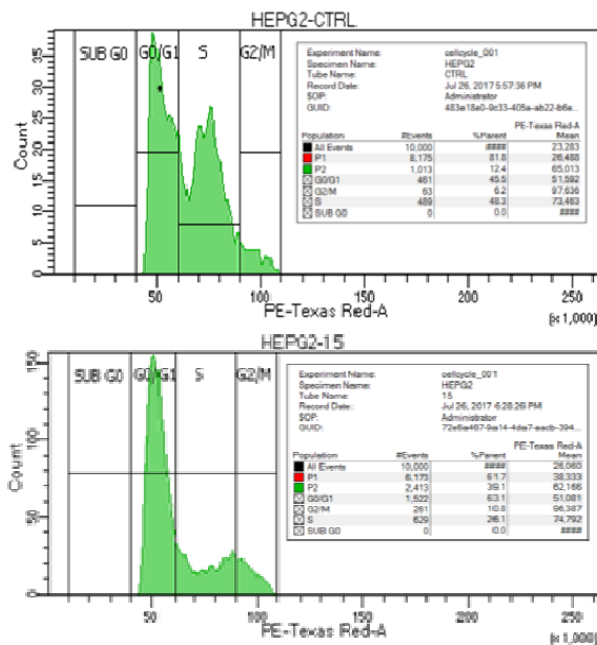 HEPG2-CTRL
SUB G0 G0/G1 S G2/M
Count
0 5 10 15 20 25 30 35
50 100 150 200 250
PE-Texas Red-A
(x 1,000)
Experiment Name: cellcycle_001
Specimen Name: HEPG2
Tube Name: CTRL
Record Date: Jul 26, 2017 5:57:36 PM
SOP: Administrator
GUID:
PE-Texas Red-A
Population #Events %Parent Mean
All Events 10,000 #### 23,283
P1 8,175 81.8 26,488
P2 1,013 12.4 65,013
G0/G1 461 45.5 51,592
G2/M 63 6.2 97,636
S 489 48.3 73,463
SUB G0 0 0.0 ####
HEPG2-15
SUB G0 G0/G1 S G2/M
Count
0 50 100 150
50 100 150 200 250
PE-Texas Red-A
(x 1,000)
Experiment Name: cellcycle_001
Specimen Name: HEPG2
Tube Name: 15
Record Date: Jul 26, 2017 6:28:26 PM
SOP: Administrator
GUID:
PE-Texas Red-A
Population #Events %Parent Mean
All Events 10,000 #### 26,060
P1 6,173 61.7 38,333
P2 2,413 39.1 62,166
G0/G1 1,522 63.1 51,081
G2/M 261 10.8 96,387
S 629 26.1 74,792
SUB G0 0 0.0 ####